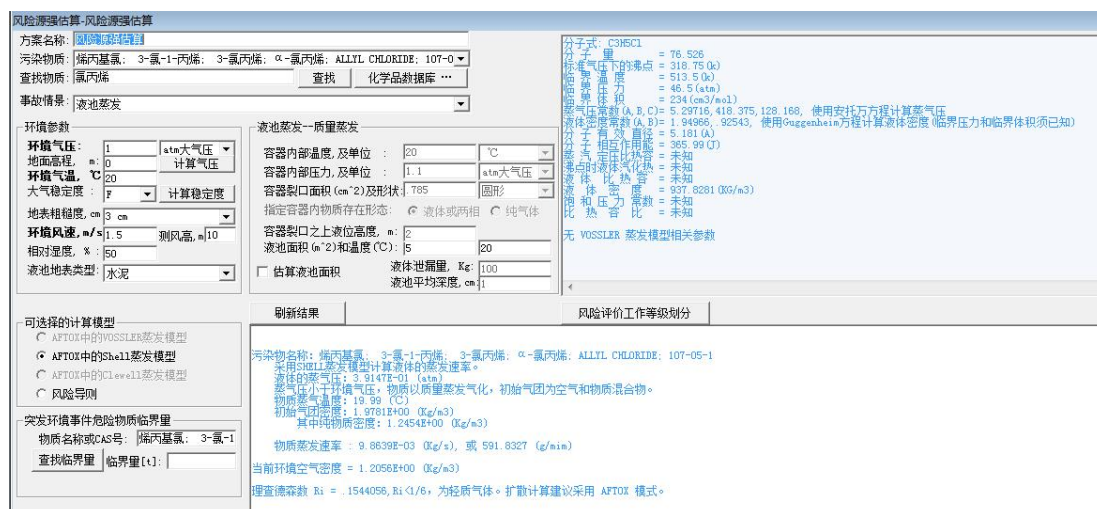 风险源强估算-风险源强估算
方案名称: 风险源强估算
污染物质: 烯丙基氯; 3-氯-1-丙烯; 3-氯丙烯; α-氯丙烯; ALLYL CHLORIDE; 107-0
查找物质: 氯丙烯 查找 化学品数据库 …
事故情景: 液池蒸发
环境参数
环境气压: 1 atm大气压
地面高程, m: 0 计算气压
环境气温, ℃ 20
大气稳定度 : F 计算稳定度
地表粗糙度, cm 3 cm
环境风速, m/s 1.5 测风高, m 10
相对湿度, % : 50
液池地表类型: 水泥
液池蒸发--质量蒸发
容器内部温度,及单位 : 20 ℃
容器内部压力,及单位 : 1.1 atm大气压
容器裂口面积(cm^2)及形状: .785 圆形
指定容器内物质存在形态: 液体或两相 纯气体
容器裂口之上液位高度, m: 2
液池面积(m^2)和温度(℃): 5 20
估算液池面积 液体泄漏量, Kg: 100
液池平均深度, cm: 1
分子式: C3H5Cl
分 子 量 = 76.526
标准气压下的沸点 = 318.75(k)
临 界 温 度 = 513.5(k)
临 界 压 力 = 46.5(atm)
临 界 体 积 = 234(cm3/mol)
蒸气压常数(A,B,C)= 5.29716,418.375,128.168, 使用安托万方程计算蒸气压
液体密度常数(A,B)= 1.94966,.92543, 使用Guggenheim方程计算液体密度(临界压力和临界体积须已知)
分 子 有 效 直 径 = 5.181(A)
分 子 相互作用能 = 365.99(J)
蒸 汽 定压比热容 = 未知
沸点时液体汽化热 = 未知
液 体 比 热 容 = 未知
液 体 密 度 = 937.8281(KG/m3)
饱 和 压 力 常数 = 未知
比 热 容 比 = 未知
无 VOSSLER 蒸发模型相关参数
刷新结果 风险评价工作等级划分
可选择的计算模型
AFTOX中的VOSSLER蒸发模型
AFTOX中的Shell蒸发模型
AFTOX中的Clewell蒸发模型
风险导则
突发环境事件危险物质临界量
物质名称或CAS号: 烯丙基氯; 3-氯-1
查找临界量 临界量[t]:
污染物名称: 烯丙基氯; 3-氯-1-丙烯; 3-氯丙烯; α-氯丙烯; ALLYL CHLORIDE; 107-05-1
采用SHELL蒸发模型计算液体的蒸发速率。
液体的蒸气压: 3.9147E-01 (atm)
蒸气压小于环境气压, 物质以质量蒸发气化, 初始气团为空气和物质混合物。
物质蒸气温度: 19.99 (℃)
初始气团密度: 1.9781E+00 (Kg/m3)
其中纯物质密度: 1.2454E+00 (Kg/m3)
物质蒸发速率 : 9.8639E-03 (Kg/s), 或 591.8327 (g/min)
当前环境空气密度 = 1.2056E+00 (Kg/m3)
理查德森数 Ri = .1544056, Ri<1/6, 为轻质气体。扩散计算建议采用 AFTOX 模式。